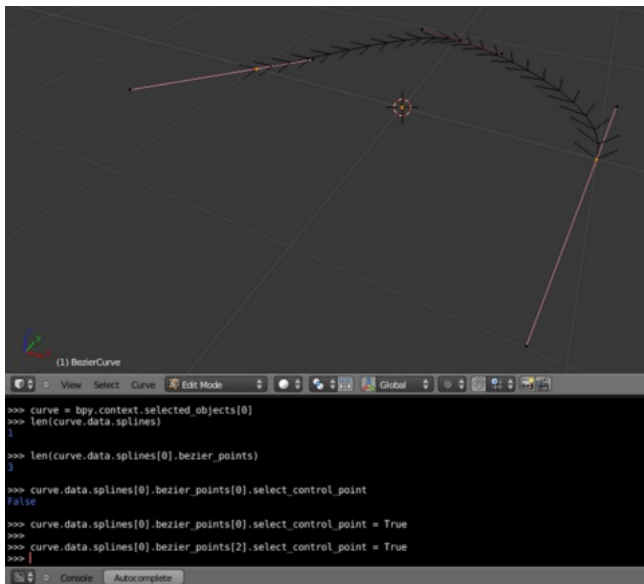 (1) BezierCurve
View Select Curve Edit Mode Global
>>> curve = bpy.context.selected_objects[0]
>>> len(curve.data.splines)
1
>>> len(curve.data.splines[0].bezier_points)
3
>>> curve.data.splines[0].bezier_points[0].select_control_point
False
>>> curve.data.splines[0].bezier_points[0].select_control_point = True
>>>
>>> curve.data.splines[0].bezier_points[2].select_control_point = True
>>>
Console Autocomplete